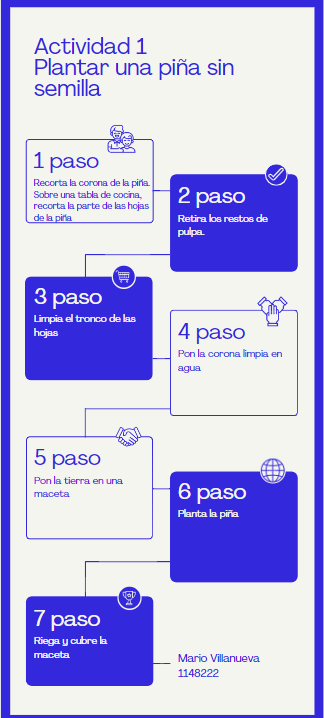 Actividad 1
Plantar una piña sin
semilla
1 paso
Recorta la corona de la piña.
Sobre una tabla de cocina,
recorta la parte de las hojas
de la piña
2 paso
Retira los restos de
pulpa.
3 paso
Limpia el tronco de las
hojas
4 paso
Pon la corona limpia en
agua
5 paso
Pon la tierra en una
maceta
6 paso
Planta la piña
7 paso
Riega y cubre la
maceta
Mario Villanueva
1148222